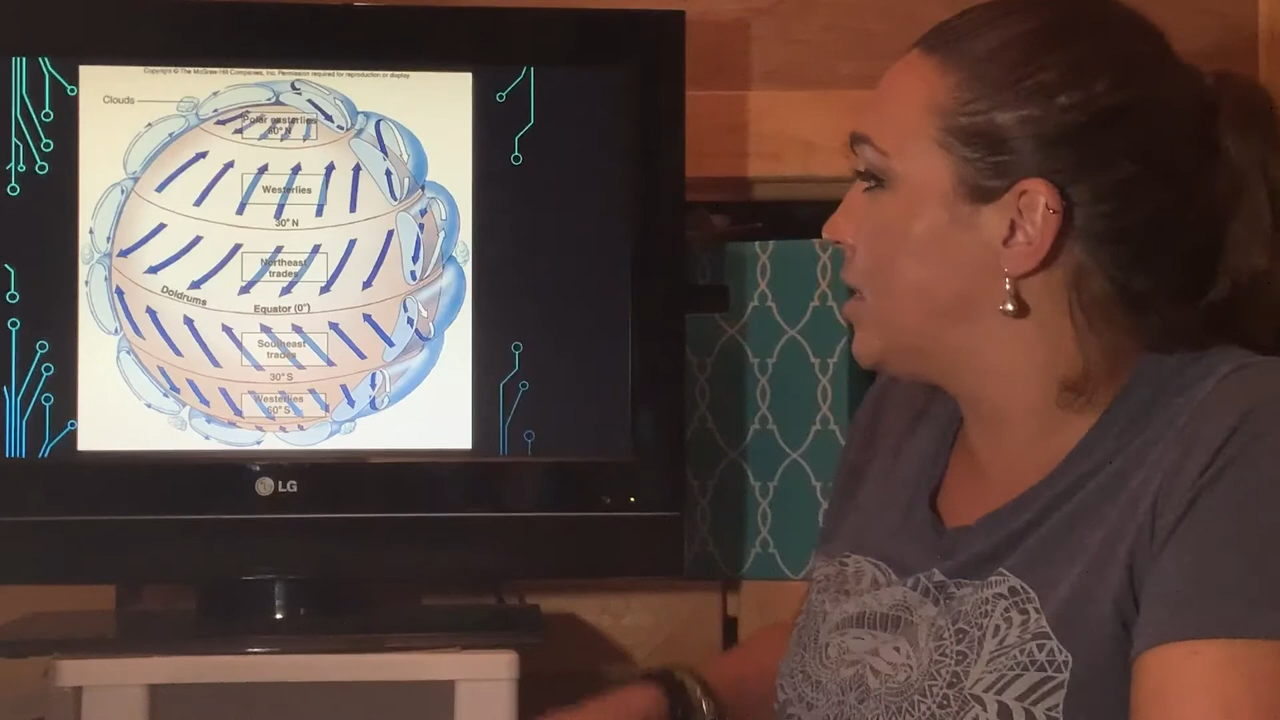 Copyright © The McGraw-Hill Companies, Inc. Permission required for reproduction or display
Clouds
Polar easterlies
60° N
Westerlies
30° N
Northeast
trades
Doldrums
Equator (0°)
Southeast
trades
30° S
Westerlies
60° S
LG